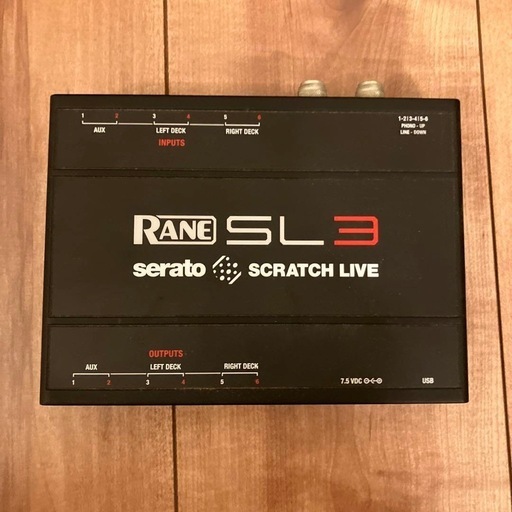 1 2 3 4 5 6
AUX LEFT DECK RIGHT DECK
INPUTS
1-2|3-4|5-6
PHONO - UP
LINE - DOWN
RANE SL3
serato SCRATCH LIVE
OUTPUTS
AUX LEFT DECK RIGHT DECK
1 2 3 4 5 6
7.5 VDC USB